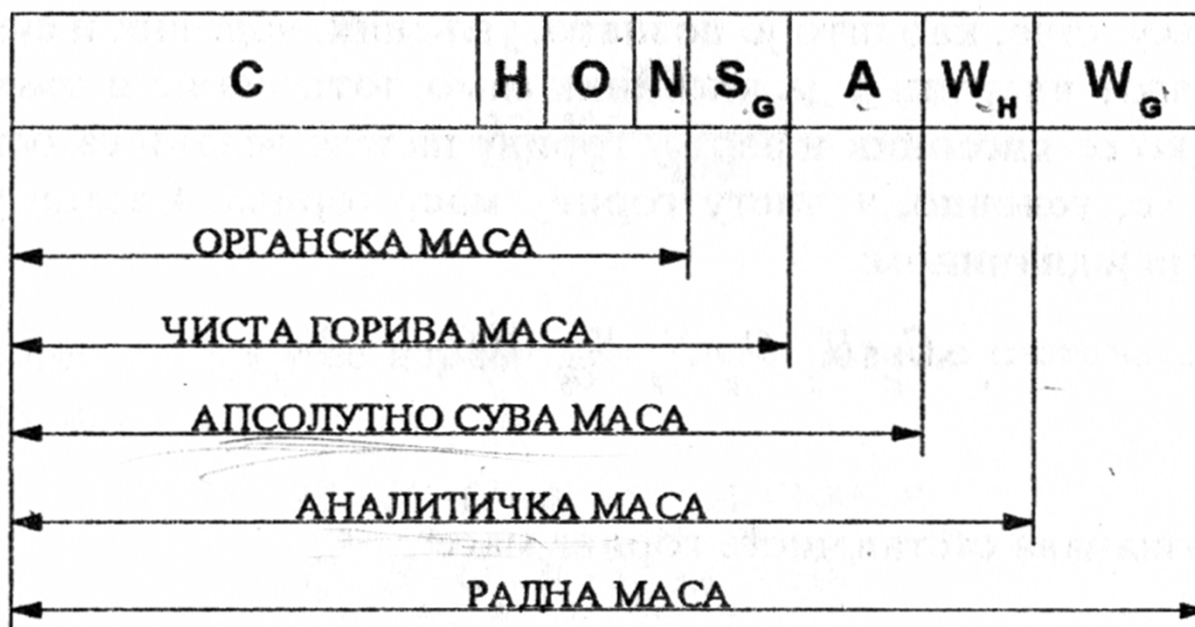 C H O N S_G A W_H W_G
ОРГАНСКА МАСА
ЧИСТА ГОРИВА МАСА
АПСОЛУТНО СУВА МАСА
АНАЛИТИЧКА МАСА
РАДНА МАСА